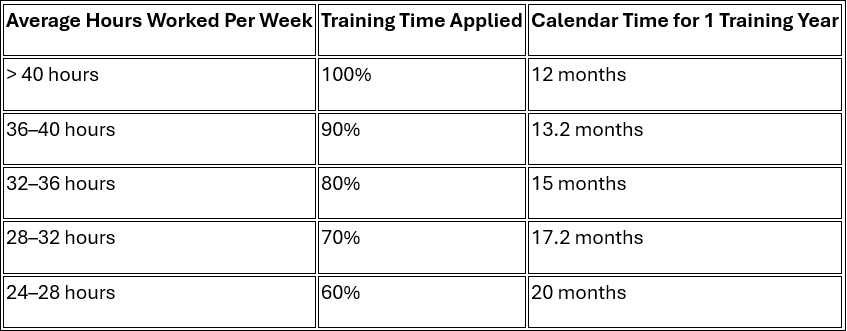 Average Hours Worked Per Week Training Time Applied Calendar Time for 1 Training Year
> 40 hours 100% 12 months
36–40 hours 90% 13.2 months
32–36 hours 80% 15 months
28–32 hours 70% 17.2 months
24–28 hours 60% 20 months